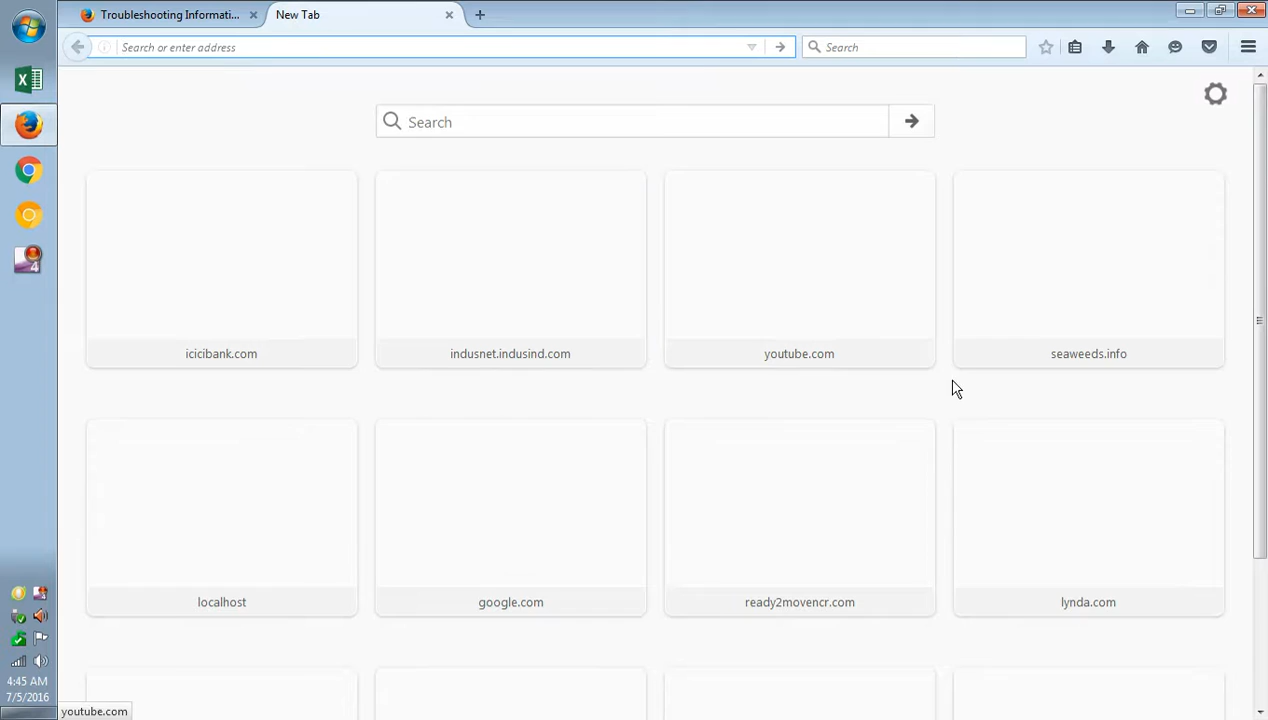 Troubleshooting Informati...
New Tab
Search or enter address
Search
Search
icicibank.com
indusnet.indusind.com
youtube.com
seaweeds.info
localhost
google.com
ready2movencr.com
lynda.com
4
4:45 AM
7/5/2016
youtube.com